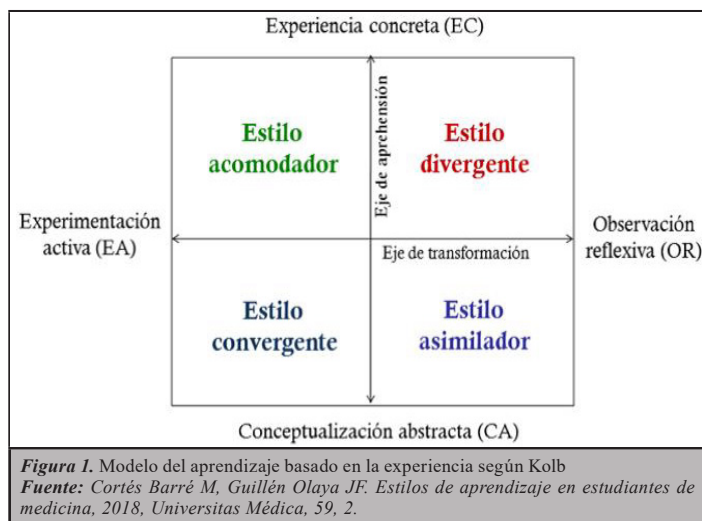 Experiencia concreta (EC)
Eje de aprehensión
Estilo
acomodador
Estilo
divergente
Experimentación
activa (EA)
Observación
reflexiva (OR)
Eje de transformación
Estilo
convergente
Estilo
asimilador
Conceptualización abstracta (CA)
Figura 1. Modelo del aprendizaje basado en la experiencia según Kolb
Fuente: Cortés Barré M, Guillén Olaya JF. Estilos de aprendizaje en estudiantes de
medicina, 2018, Universitas Médica, 59, 2.